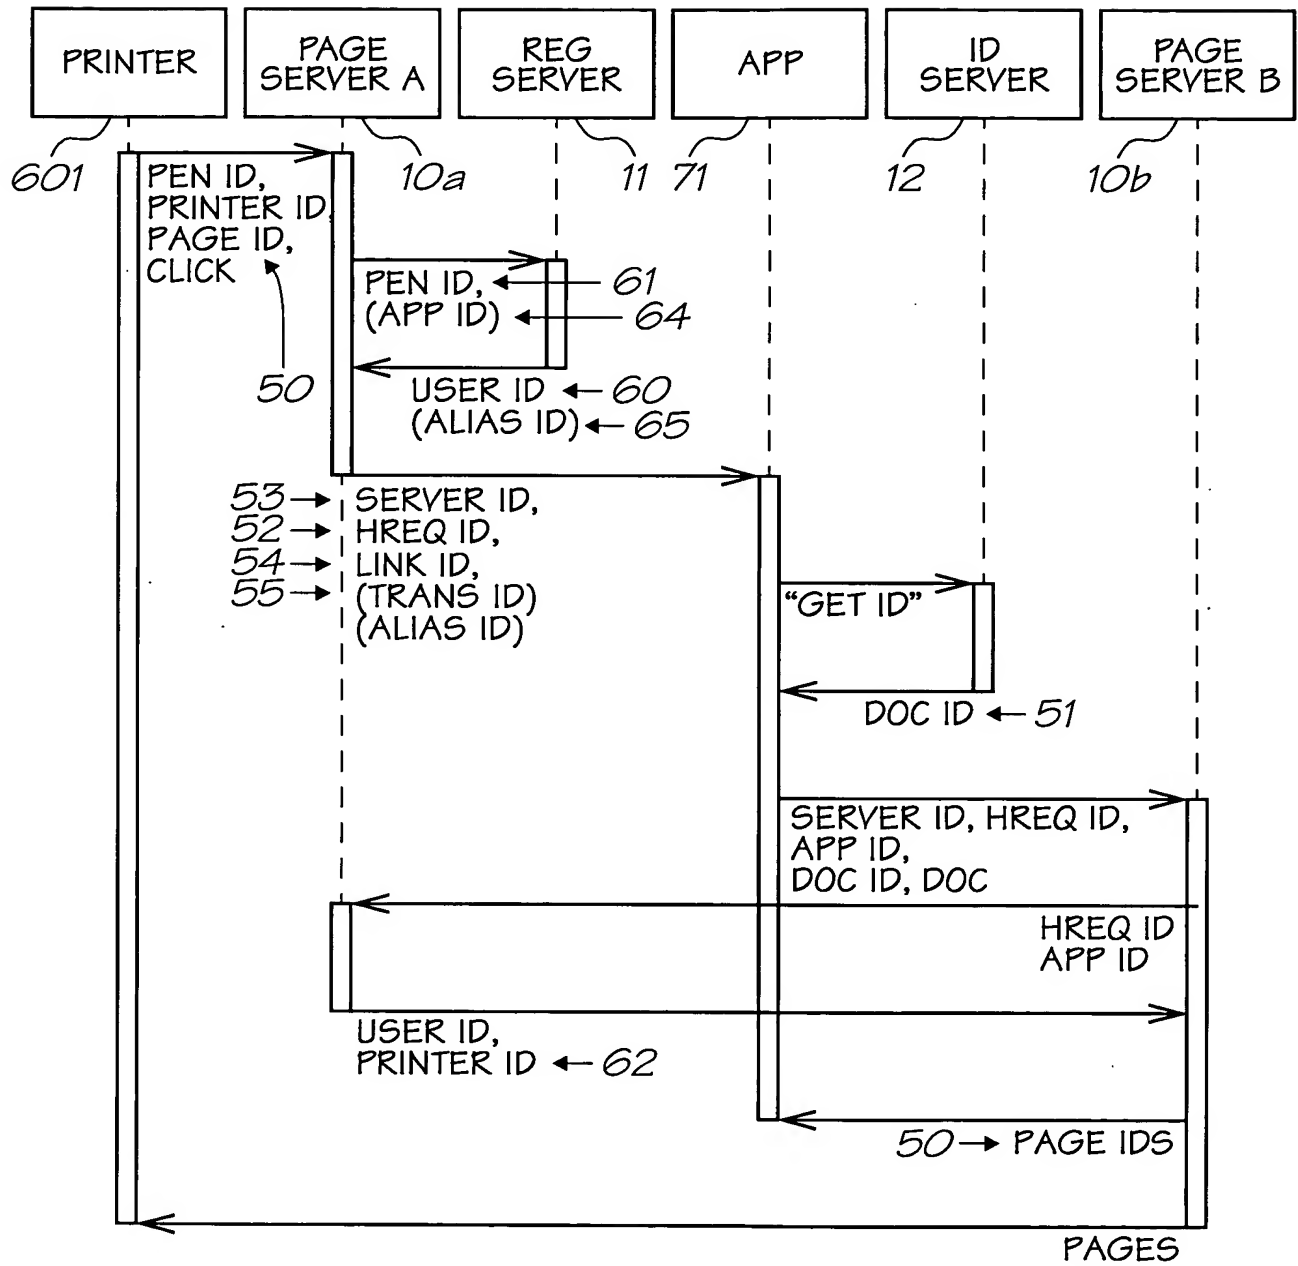 PRINTER
PAGE
SERVER A
REG
SERVER
APP
ID
SERVER
PAGE
SERVER B
601
10a
11
71
12
10b
PEN ID,
PRINTER ID
PAGE ID,
CLICK
50
PEN ID,
61
(APP ID)
64
USER ID
60
(ALIAS ID)
65
53
SERVER ID,
52
HREQ ID,
54
LINK ID,
55
(TRANS ID)
(ALIAS ID)
“GET ID”
DOC ID
51
SERVER ID, HREQ ID,
APP ID,
DOC ID, DOC
HREQ ID
APP ID
USER ID,
PRINTER ID
62
50
PAGE IDS
PAGES